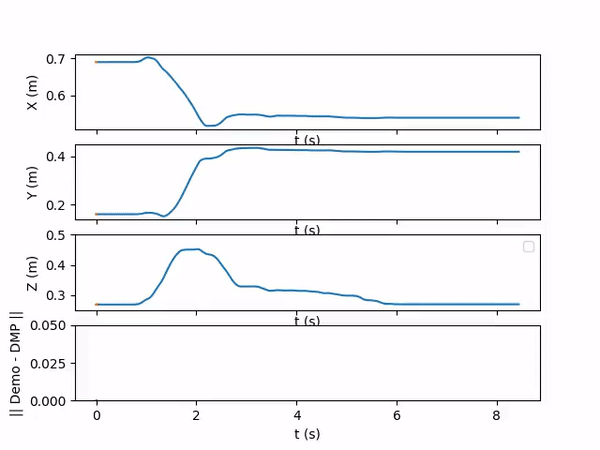 0.7
0.6
X (m)
t (s)
0.4
0.2
Y (m)
t (s)
0.5
0.4
0.3
Z (m)
t (s)
0.050
0.025
0.000
|| Demo - DMP ||
0 2 4 6 8
t (s)